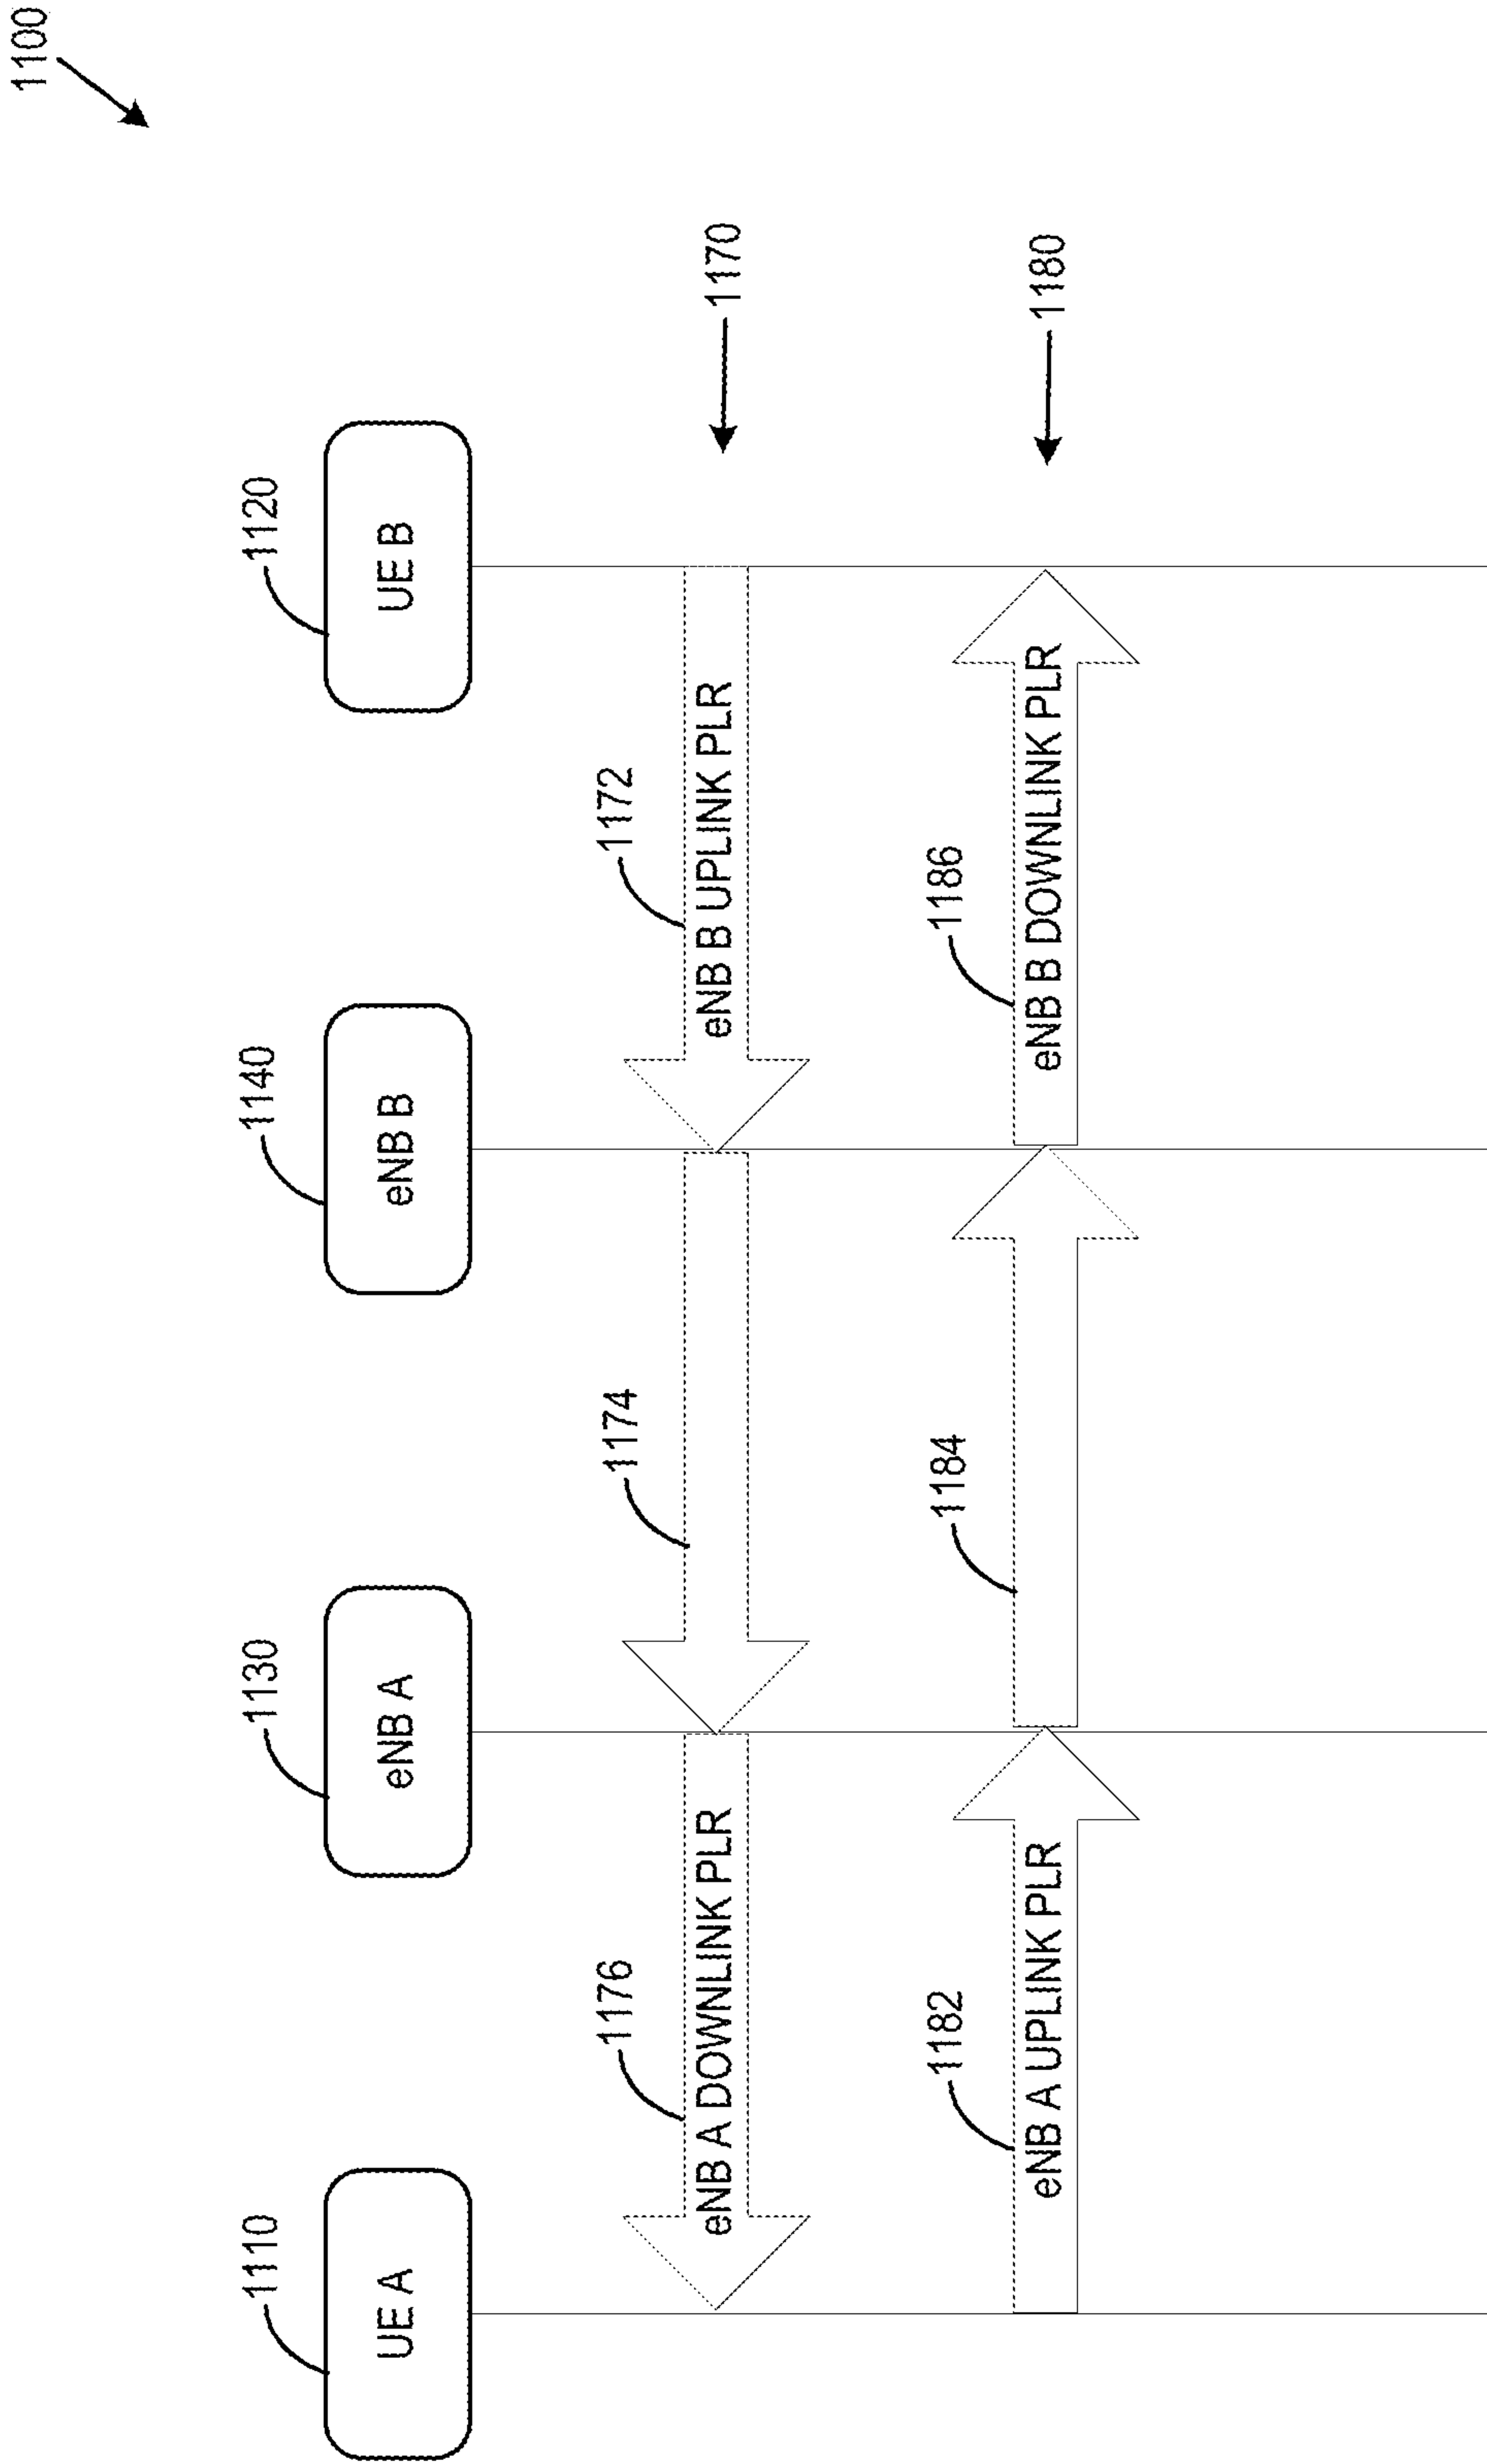 1100
1110
1130
1140
1120
UE A
eNB A
eNB B
UE B
1176
1174
1172
1170
eNB A DOWNLINK PLR
eNB B UPLINK PLR
1182
1184
1186
1180
eNB A UPLINK PLR
eNB B DOWNLINK PLR